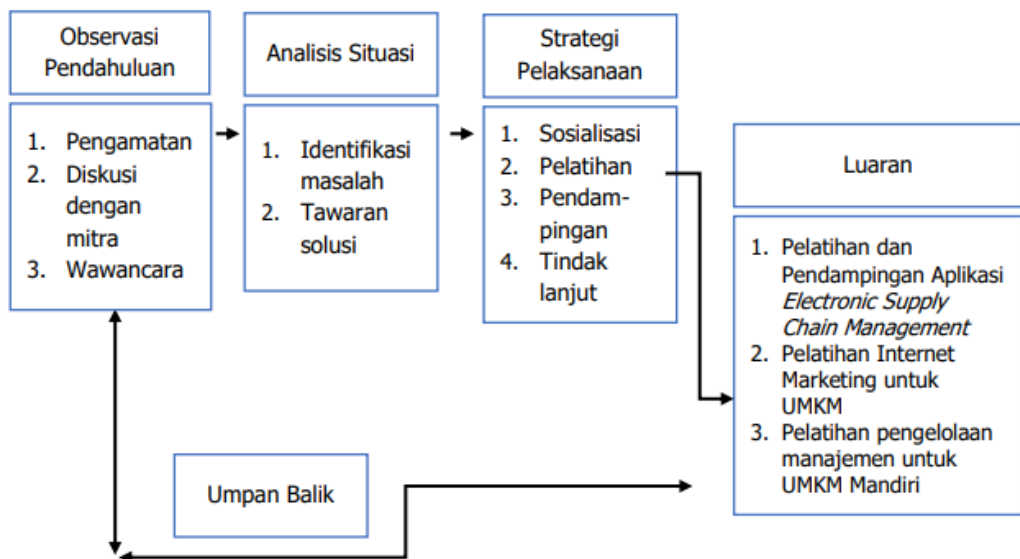 Observasi
Pendahuluan
1. Pengamatan
2. Diskusi
dengan
mitra
3. Wawancara
Analisis Situasi
1. Identifikasi
masalah
2. Tawaran
solusi
Strategi
Pelaksanaan
1. Sosialisasi
2. Pelatihan
3. Pendam-
pingan
4. Tindak
lanjut
Luaran
1. Pelatihan dan
Pendampingan Aplikasi
Electronic Supply
Chain Management
2. Pelatihan Internet
Marketing untuk
UMKM
3. Pelatihan pengelolaan
manajemen untuk
UMKM Mandiri
Umpan Balik